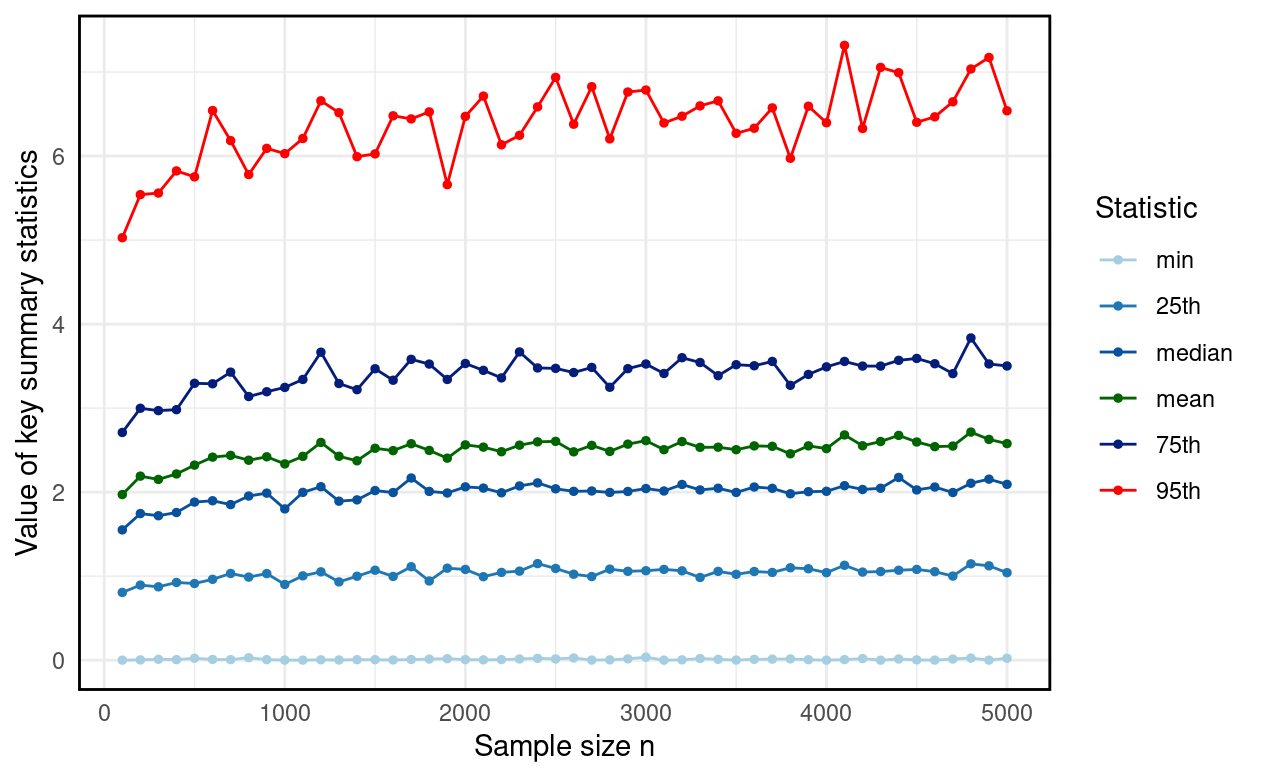 Value of key summary statistics
6
4
2
0
0 1000 2000 3000 4000 5000
Sample size n
Statistic
min
25th
median
mean
75th
95th